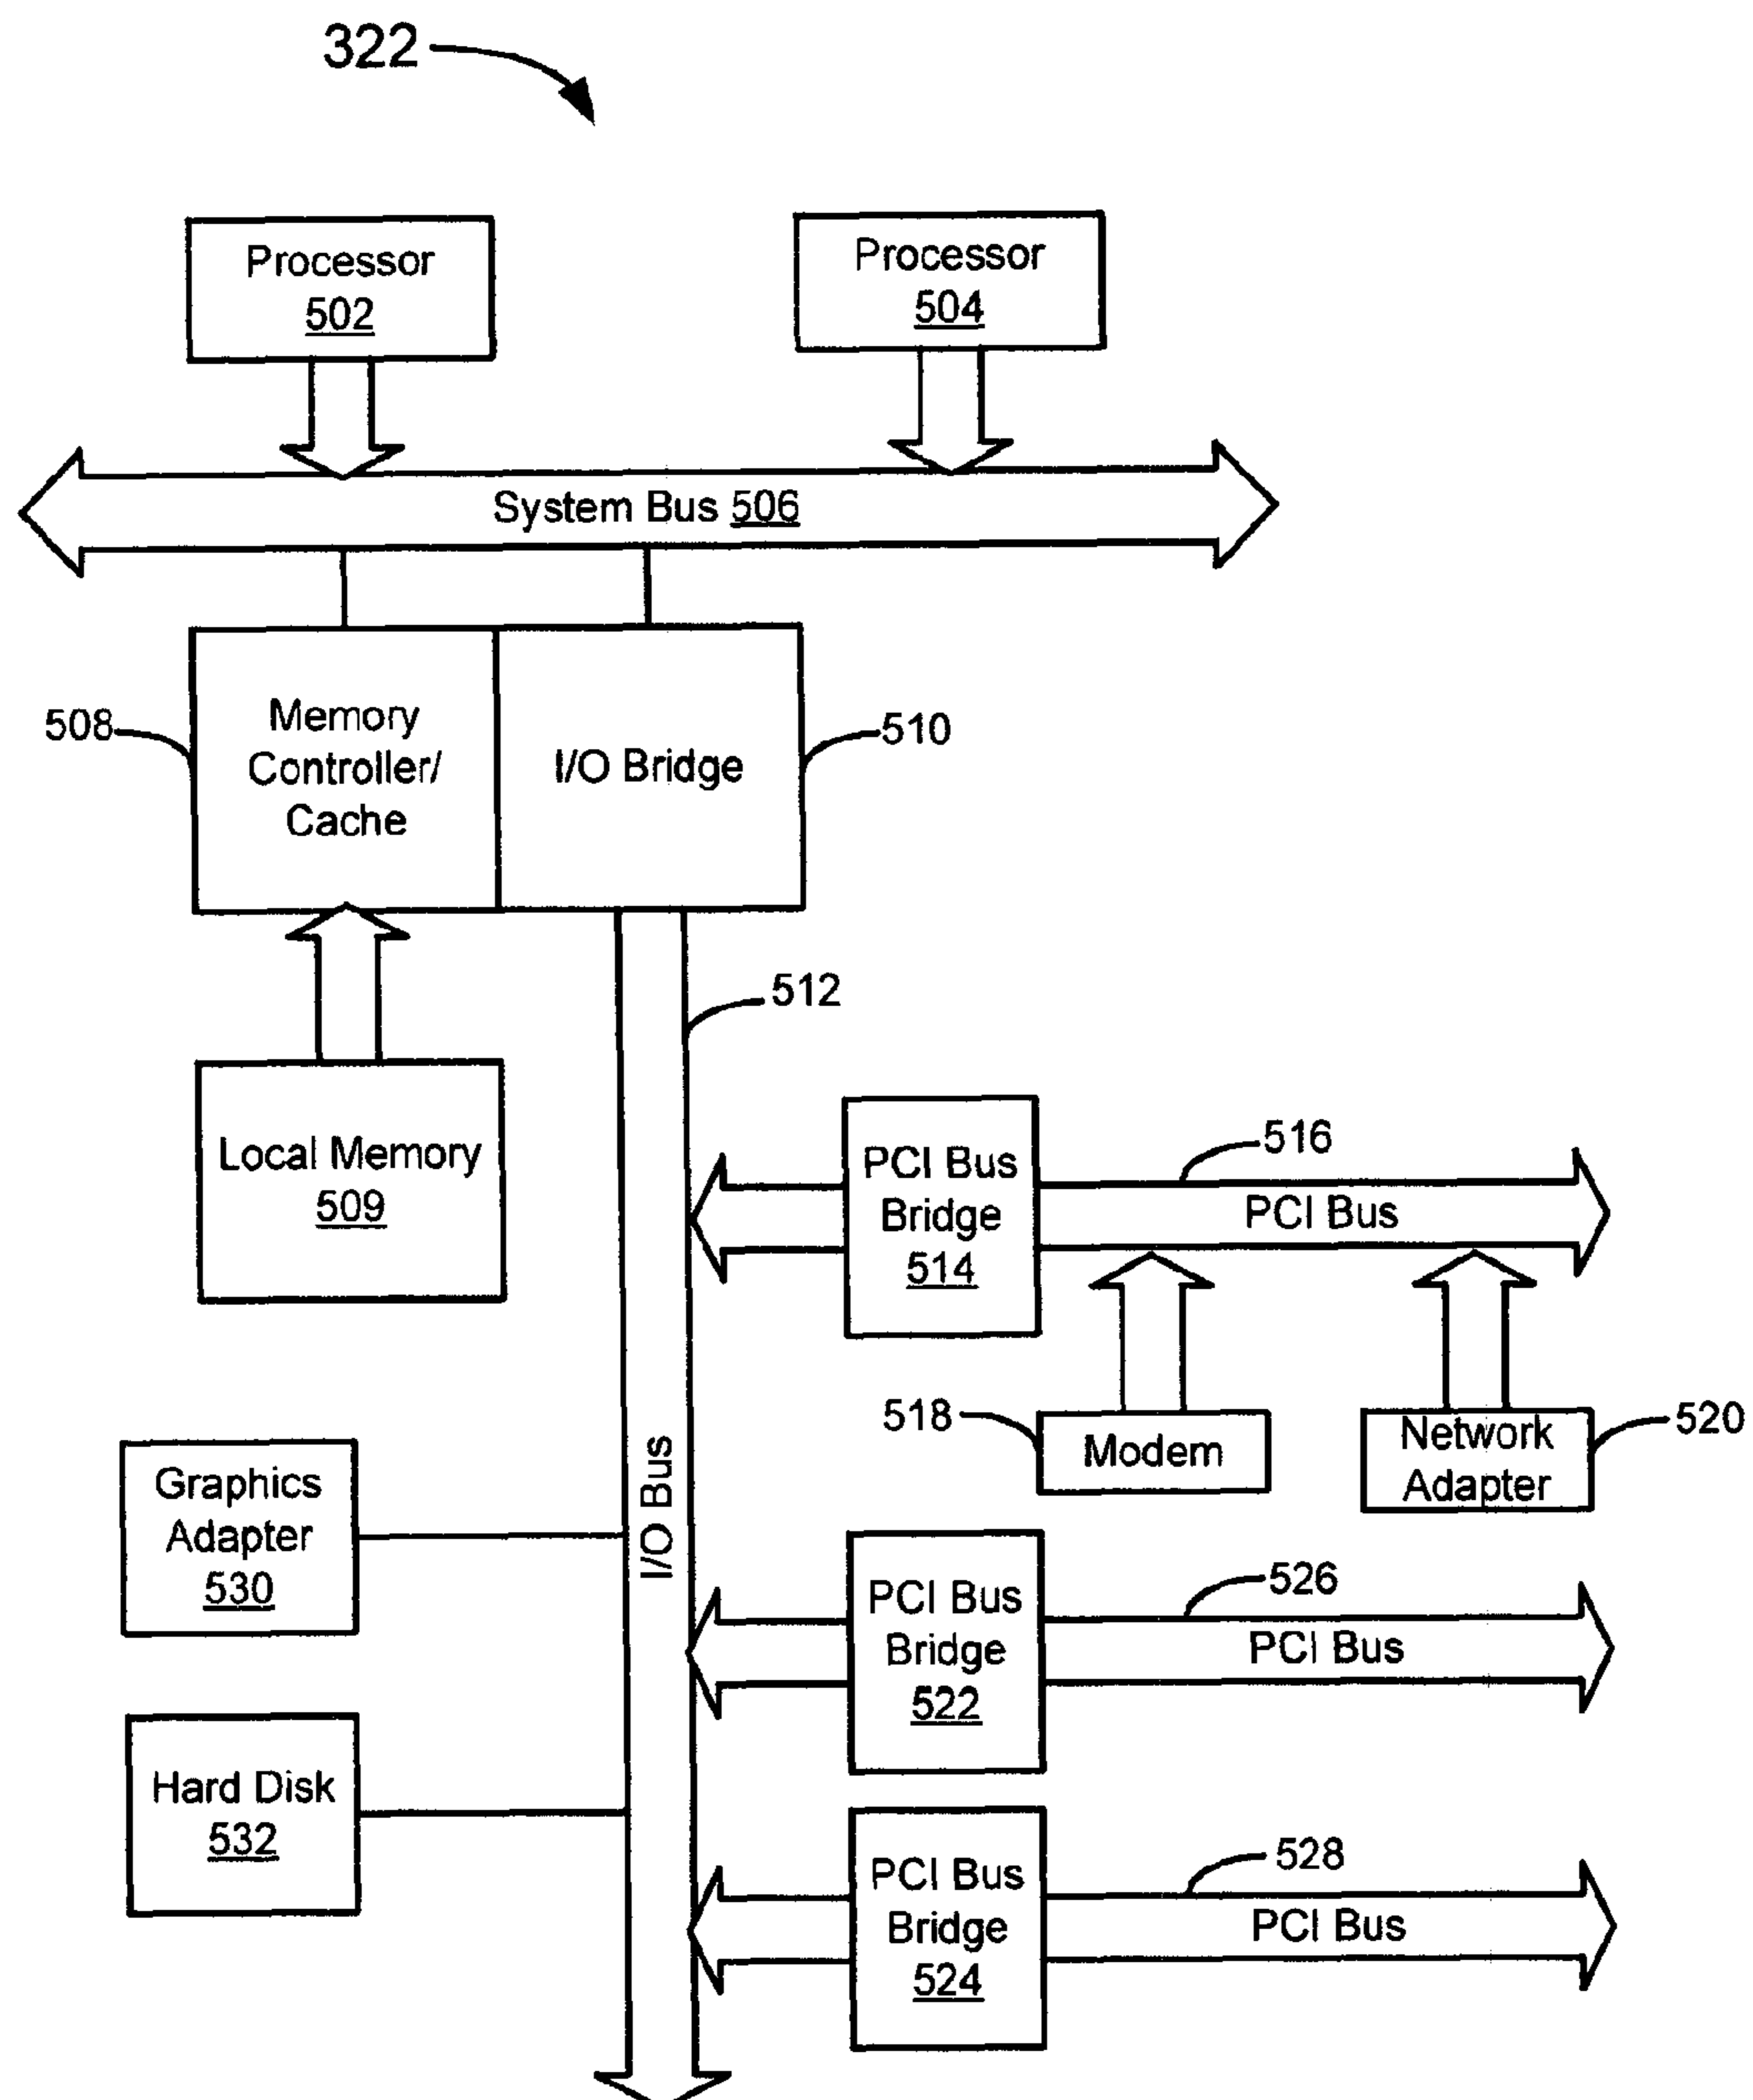 322
Processor
502
Processor
504
System Bus 506
508
Memory
Controller/
Cache
I/O Bridge
510
512
Local Memory
509
PCI Bus
Bridge
514
516
PCI Bus
518
Modem
Network
Adapter
520
Graphics
Adapter
530
I/O Bus
PCI Bus
Bridge
522
526
PCI Bus
Hard Disk
532
PCI Bus
Bridge
524
528
PCI Bus